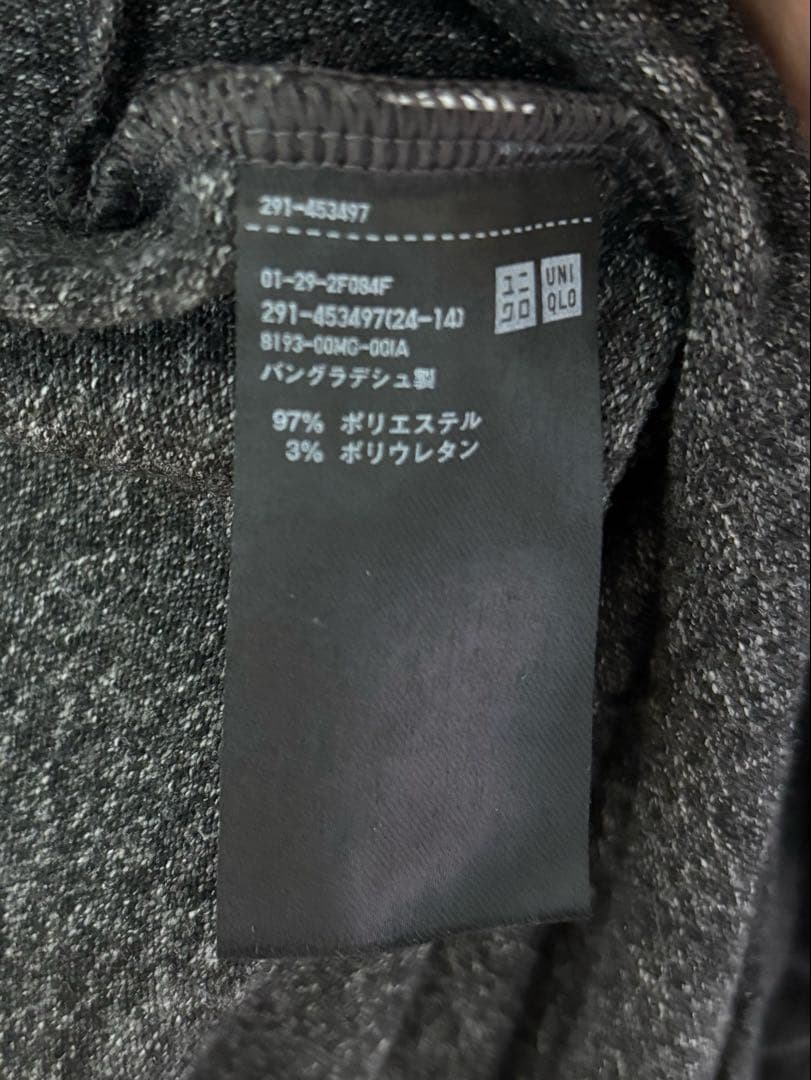 291-453497
01-29-2F084F
291-453497(24-14)
8193-00MC-001A
バングラデシュ製
97% ポリエステル
3% ポリウレタン
ユニ
クロ
UNI
QLO